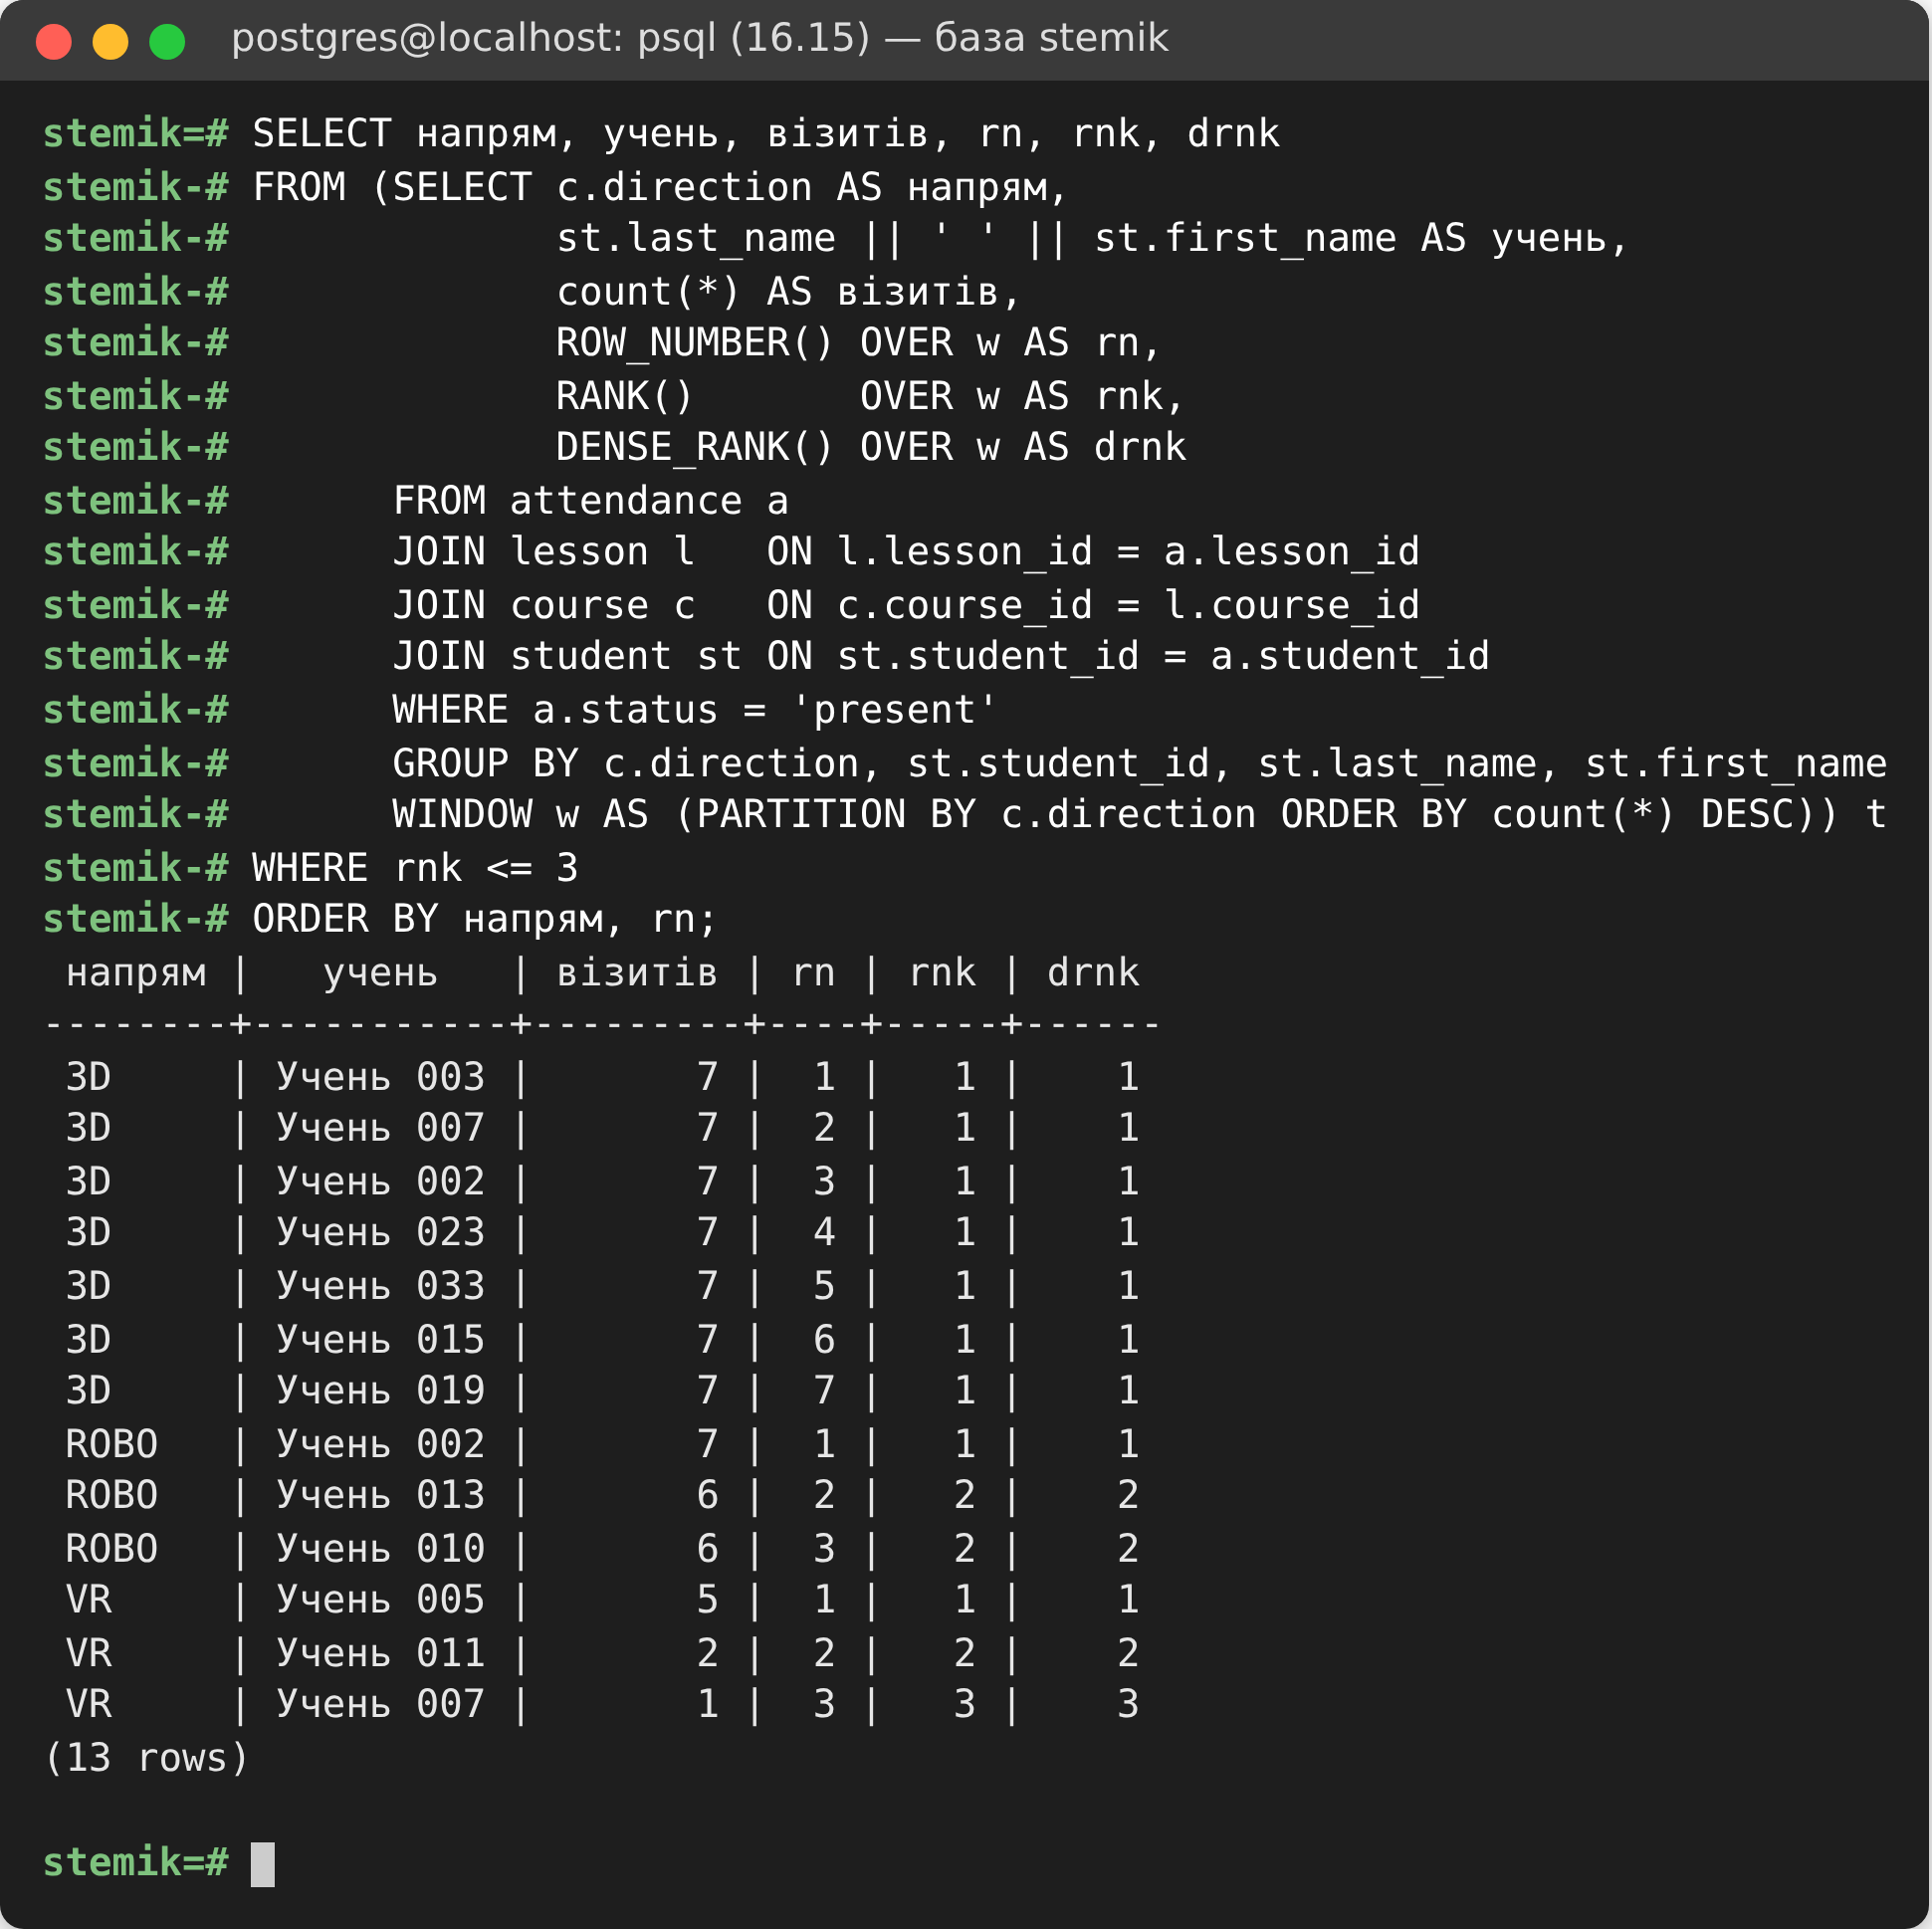 postgres@localhost: psql (16.15) — база stemik
stemik=# SELECT напрям, учень, візитів, rn, rnk, drnk
stemik-# FROM (SELECT c.direction AS напрям,
stemik-#              st.last_name || ' ' || st.first_name AS учень,
stemik-#              count(*) AS візитів,
stemik-#              ROW_NUMBER() OVER w AS rn,
stemik-#              RANK()       OVER w AS rnk,
stemik-#              DENSE_RANK() OVER w AS drnk
stemik-#       FROM attendance a
stemik-#       JOIN lesson l   ON l.lesson_id = a.lesson_id
stemik-#       JOIN course c   ON c.course_id = l.course_id
stemik-#       JOIN student st ON st.student_id = a.student_id
stemik-#       WHERE a.status = 'present'
stemik-#       GROUP BY c.direction, st.student_id, st.last_name, st.first_name
stemik-#       WINDOW w AS (PARTITION BY c.direction ORDER BY count(*) DESC)) t
stemik-# WHERE rnk <= 3
stemik-# ORDER BY напрям, rn;
 напрям |   учень   | візитів | rn | rnk | drnk
--------+-----------+---------+----+-----+------
 3D     | Учень 003 |       7 |  1 |   1 |    1
 3D     | Учень 007 |       7 |  2 |   1 |    1
 3D     | Учень 002 |       7 |  3 |   1 |    1
 3D     | Учень 023 |       7 |  4 |   1 |    1
 3D     | Учень 033 |       7 |  5 |   1 |    1
 3D     | Учень 015 |       7 |  6 |   1 |    1
 3D     | Учень 019 |       7 |  7 |   1 |    1
 ROBO   | Учень 002 |       7 |  1 |   1 |    1
 ROBO   | Учень 013 |       6 |  2 |   2 |    2
 ROBO   | Учень 010 |       6 |  3 |   2 |    2
 VR     | Учень 005 |       5 |  1 |   1 |    1
 VR     | Учень 011 |       2 |  2 |   2 |    2
 VR     | Учень 007 |       1 |  3 |   3 |    3
(13 rows)
stemik=#